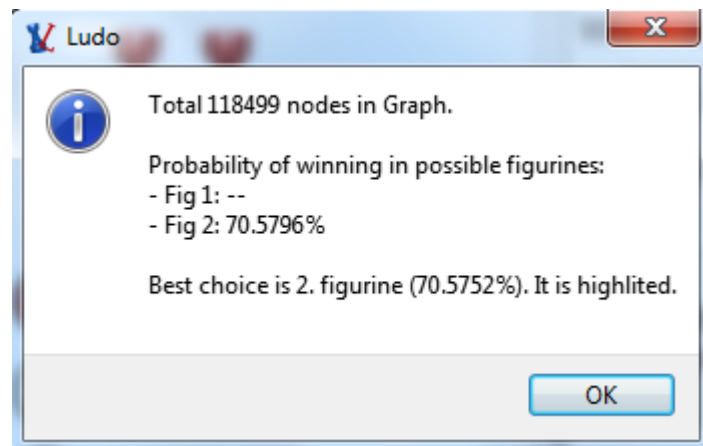 Ludo
Total 118499 nodes in Graph.
Probability of winning in possible figurines:
- Fig 1: --
- Fig 2: 70.5796%
Best choice is 2. figurine (70.5752%). It is highlited.
OK